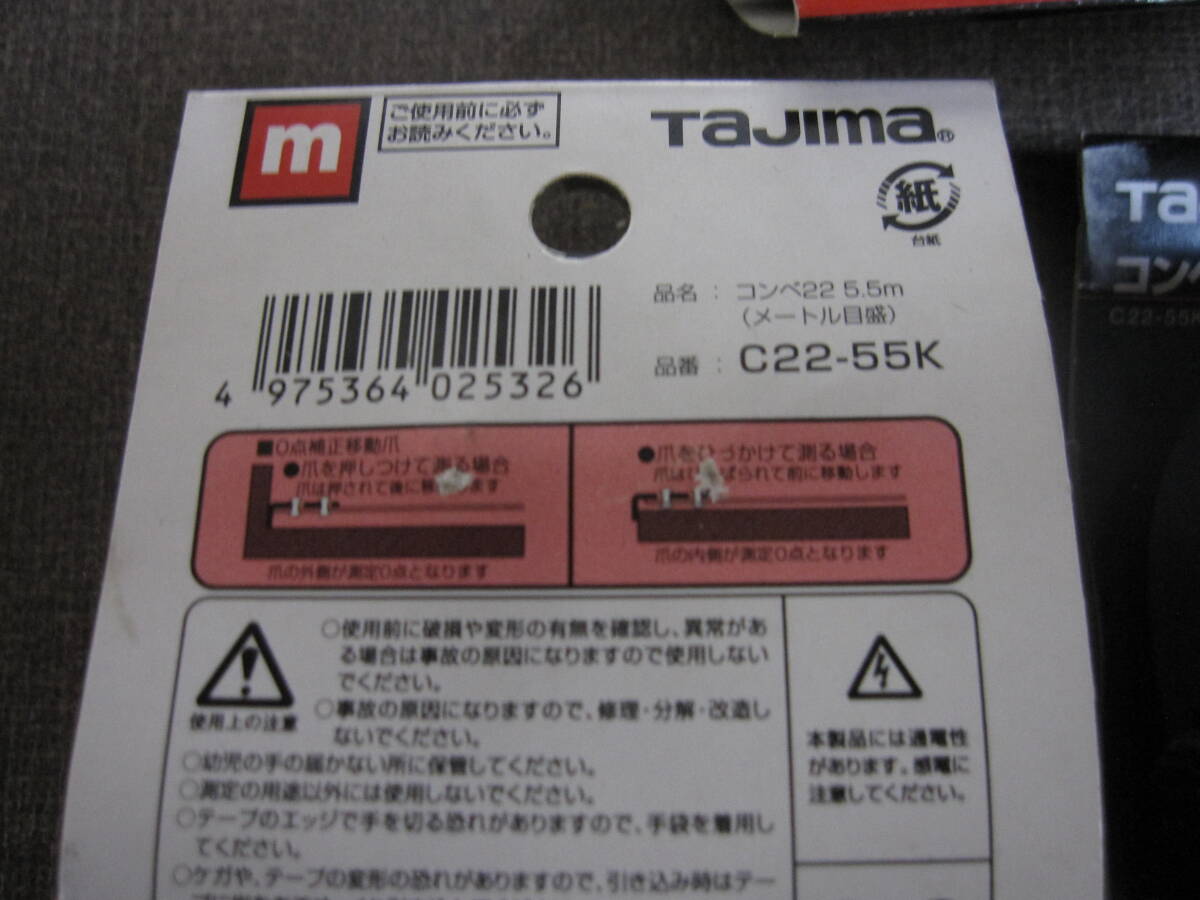 m
ご使用前に必ず
お読みください。
TaJima®
紙
台紙
品名 : コンベ22 5.5m
(メートル目盛)
品番 : C22-55K
4 975364 025326
■0点補正移動爪
●爪を押しつけて測る場合
爪は押されて後に移 ます
爪の外側が測定0点となります
●爪をひっかけて測る場合
爪はひっぱられて前に移動します
爪の内側が測定0点となります
使用上の注意
○使用前に破損や変形の有無を確認し、異常があ
る場合は事故の原因になりますので使用しない
でください。
○事故の原因になりますので、修理・分解・改造し
ないでください。
○幼児の手の届かない所に保管してください。
○測定の用途以外には使用しないでください。
○テープのエッジで手を切る恐れがありますので、手袋を着用し
てください。
○ケガや、テープの変形の恐れがありますので、引き込み時はテー
本製品には通電性
があります。感電に
注意してください。
Ta
コン
C22-55K